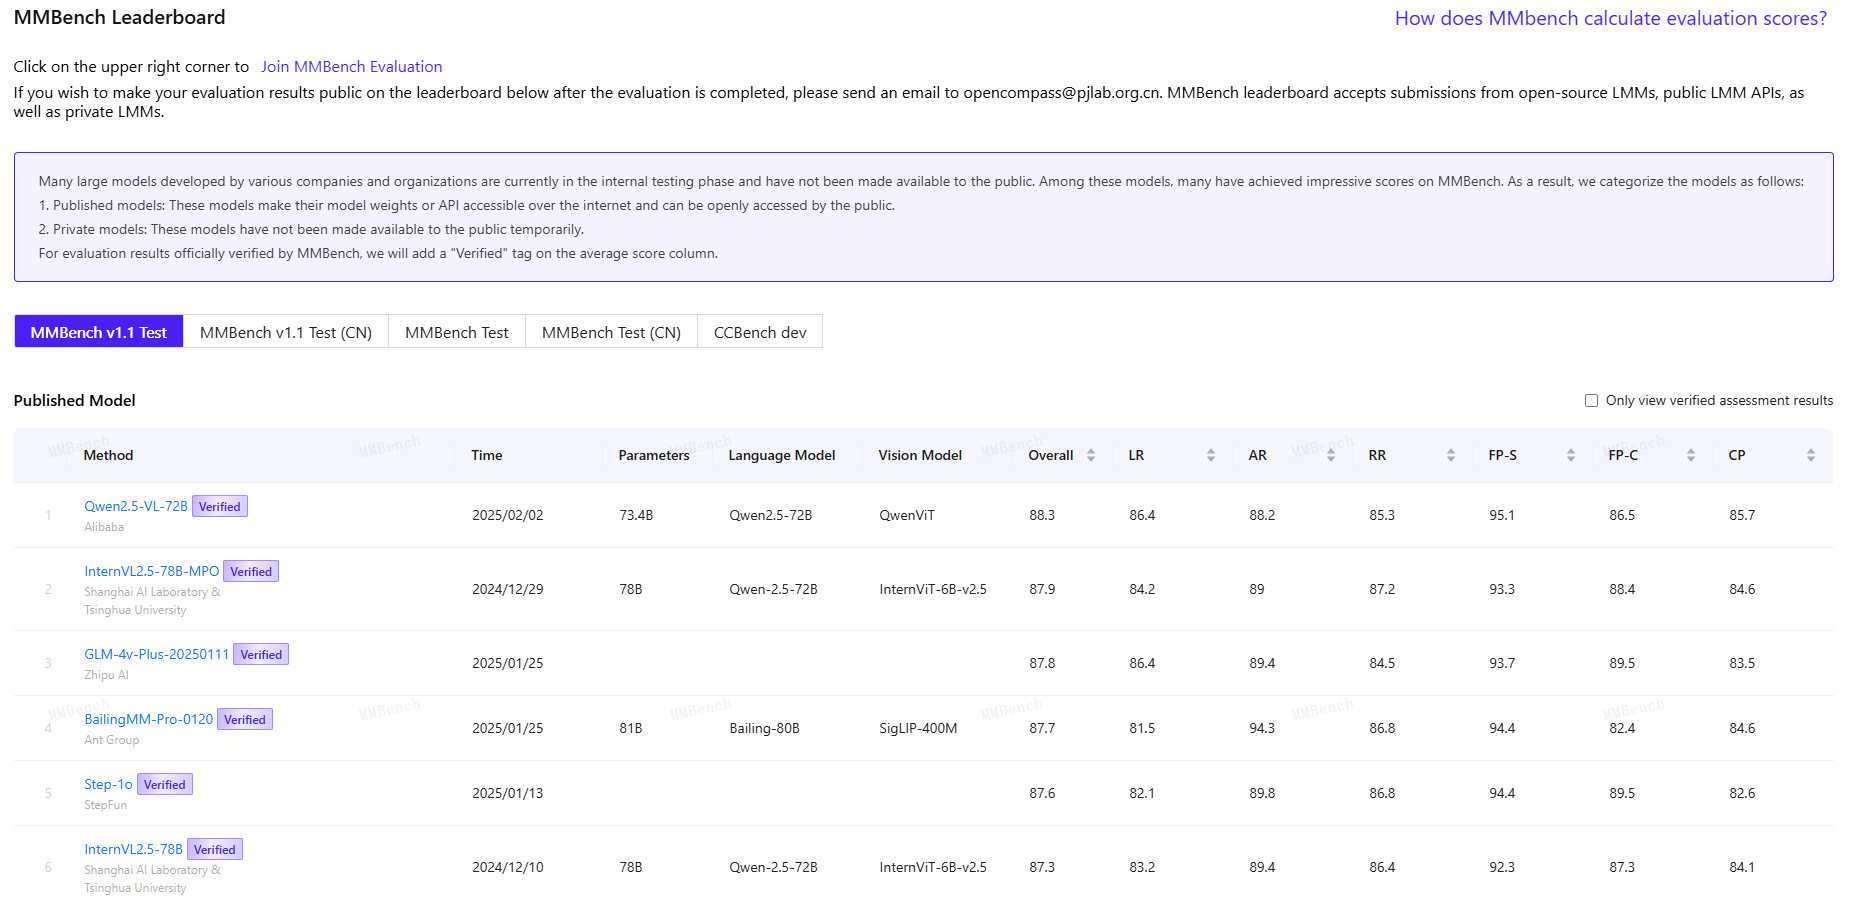 MMBench Leaderboard
How does MMbench calculate evaluation scores?
Click on the upper right corner to Join MMBench Evaluation
If you wish to make your evaluation results public on the leaderboard below after the evaluation is completed, please send an email to opencompass@pjlab.org.cn. MMBench leaderboard accepts submissions from open-source LMMs, public LMM APIs, as
well as private LMMs.
Many large models developed by various companies and organizations are currently in the internal testing phase and have not been made available to the public. Among these models, many have achieved impressive scores on MMBench. As a result, we categorize the models as follows:
1. Published models: These models make their model weights or API accessible over the internet and can be openly accessed by the public.
2. Private models: These models have not been made available to the public temporarily.
For evaluation results officially verified by MMBench, we will add a "Verified" tag on the average score column.
MMBench v1.1 Test MMBench v1.1 Test (CN) MMBench Test MMBench Test (CN) CCBench dev
Published Model
Only view verified assessment results
MMBench MMBench MMBench MMBench MMBench MMBench
Method Time Parameters Language Model Vision Model Overall LR AR RR FP-S FP-C CP
1 Qwen2.5-VL-72B Verified 2025/02/02 73.4B Qwen2.5-72B QwenViT 88.3 86.4 88.2 85.3 95.1 86.5 85.7
Alibaba
2 InternVL2.5-78B-MPO Verified 2024/12/29 78B Qwen-2.5-72B InternViT-6B-v2.5 87.9 84.2 89 87.2 93.3 88.4 84.6
Shanghai AI Laboratory &
Tsinghua University
3 GLM-4v-Plus-20250111 Verified 2025/01/25 87.8 86.4 89.4 84.5 93.7 89.5 83.5
Zhipu AI
MMBench MMBench MMBench MMBench MMBench MMBench
4 BailingMM-Pro-0120 Verified 2025/01/25 81B Bailing-80B SigLIP-400M 87.7 81.5 94.3 86.8 94.4 82.4 84.6
Ant Group
5 Step-1o Verified 2025/01/13 87.6 82.1 89.8 86.8 94.4 89.5 82.6
StepFun
6 InternVL2.5-78B Verified 2024/12/10 78B Qwen-2.5-72B InternViT-6B-v2.5 87.3 83.2 89.4 86.4 92.3 87.3 84.1
Shanghai AI Laboratory &
Tsinghua University